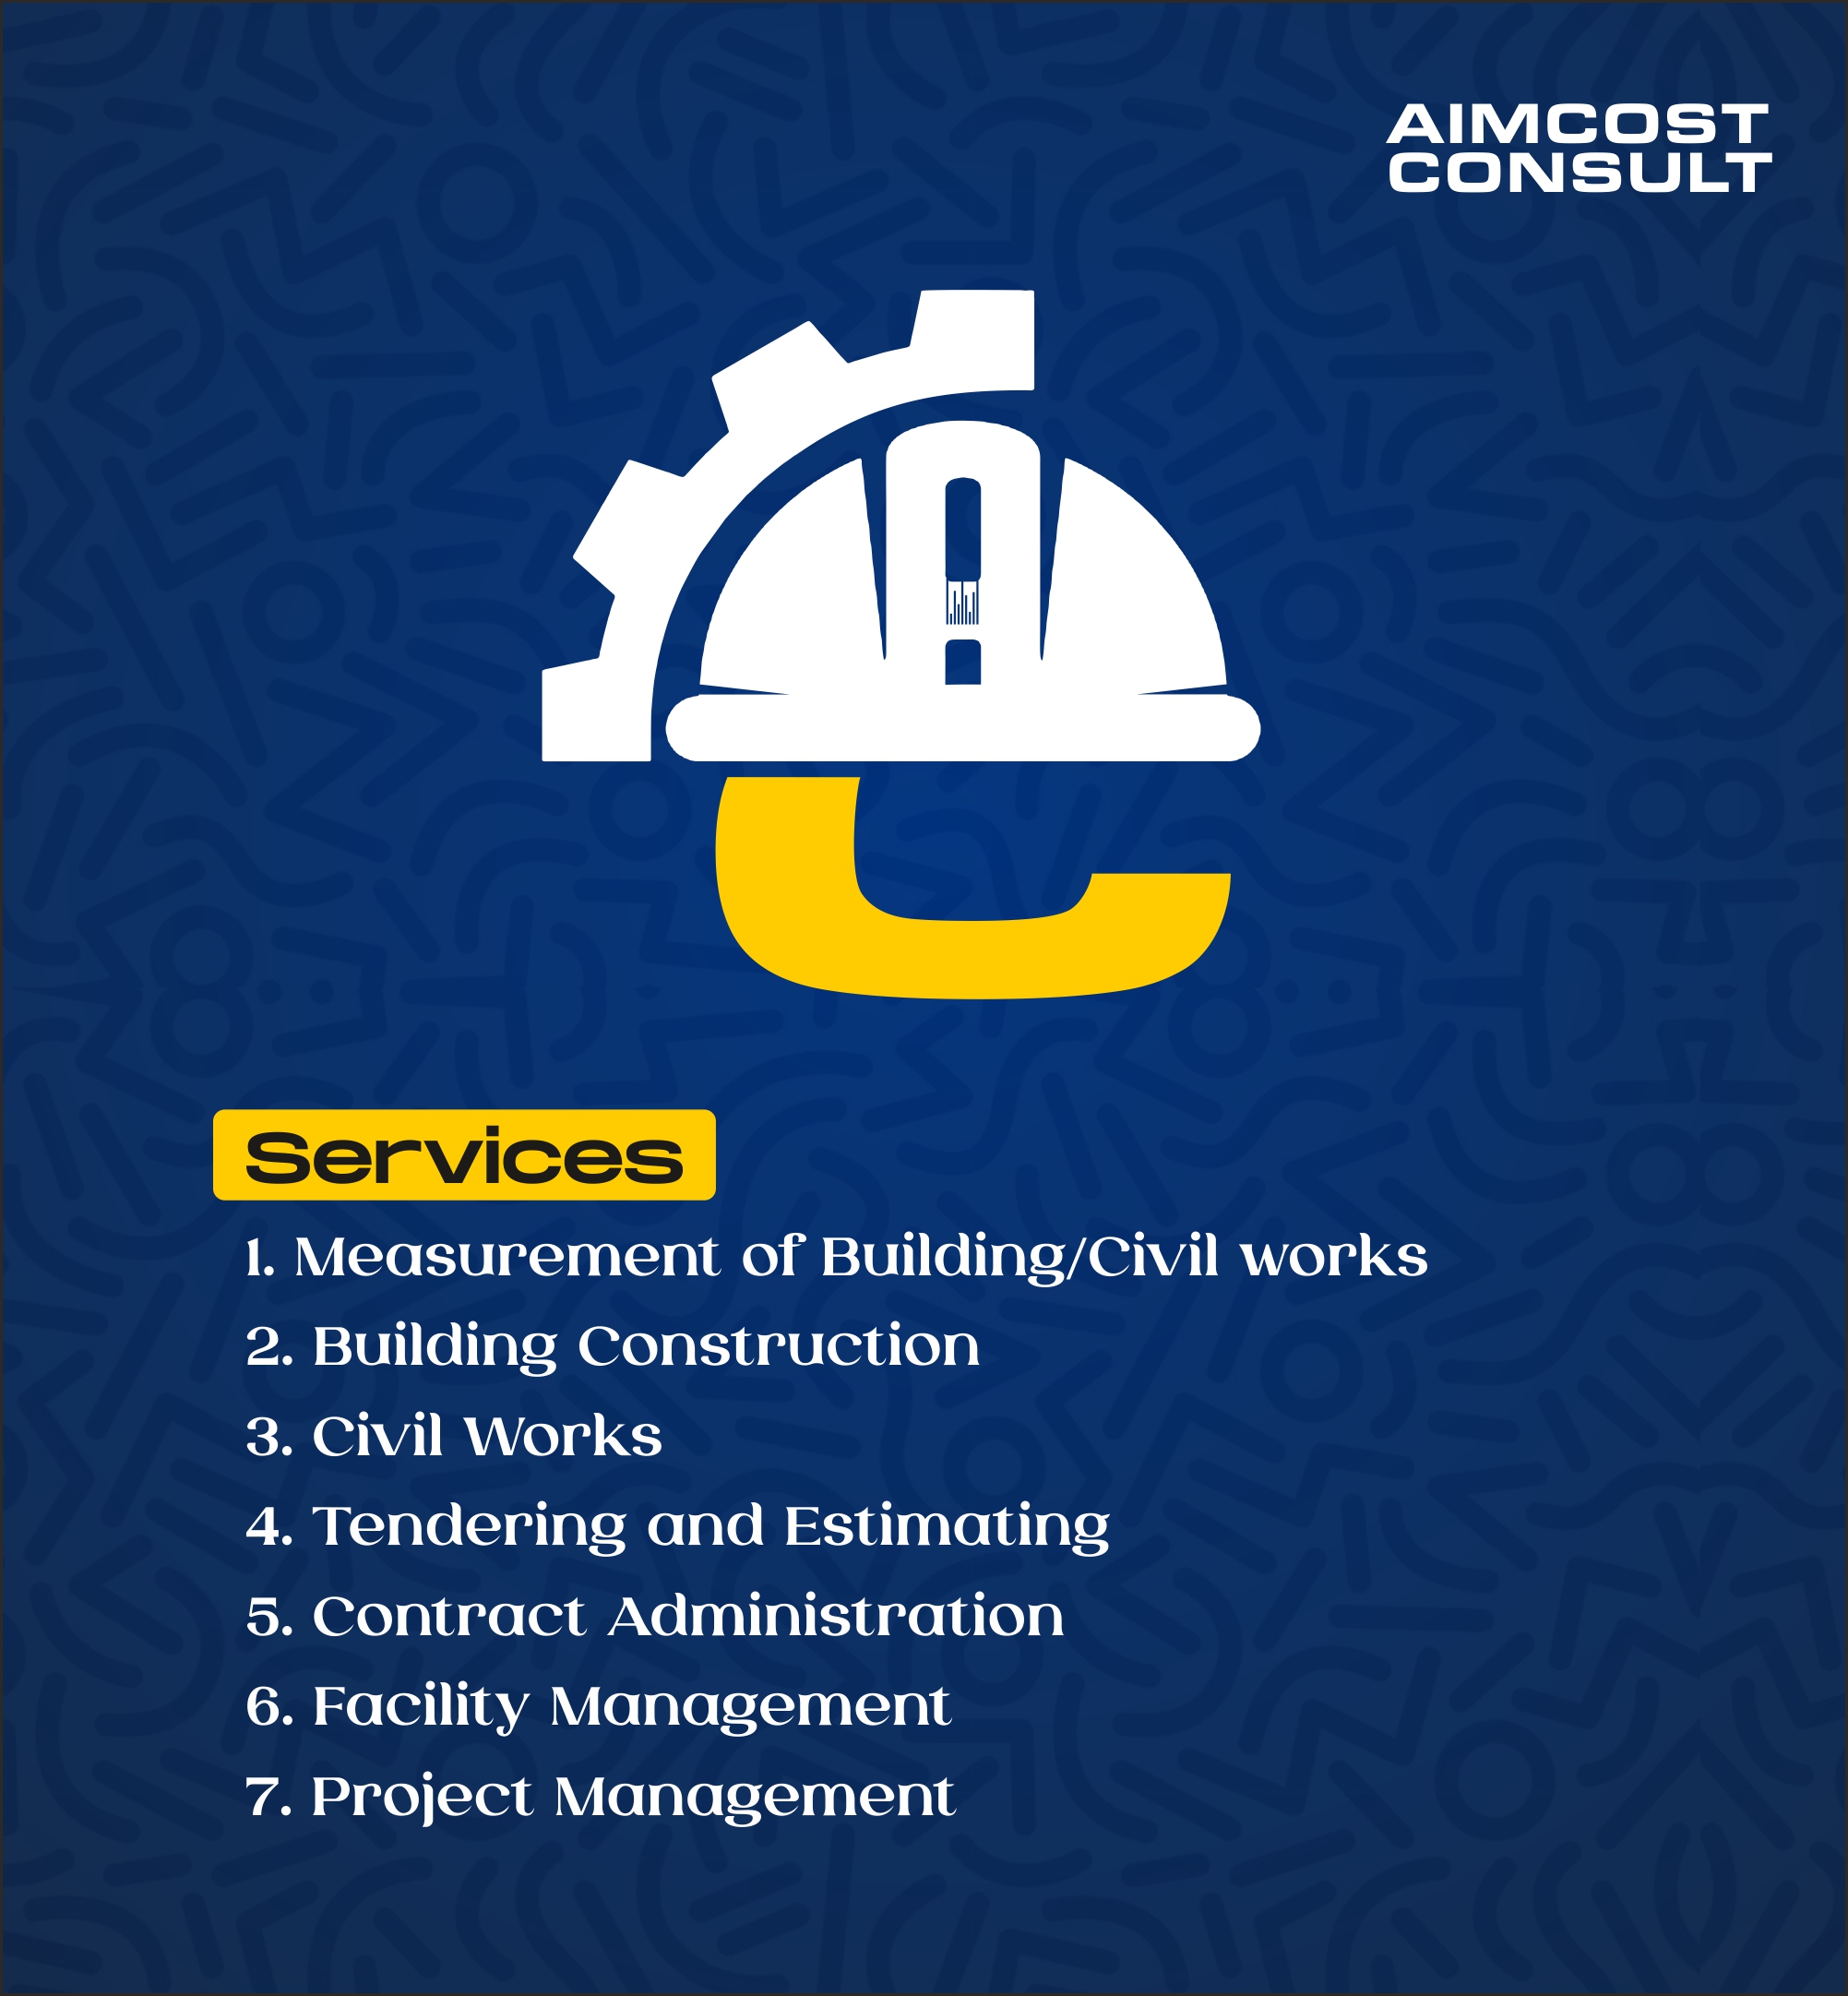 AIMCOST
CONSULT
Services
1. Measurement of Building/Civil works
2. Building Construction
3. Civil Works
4. Tendering and Estimating
5. Contract Administration
6. Facility Management
7. Project Management